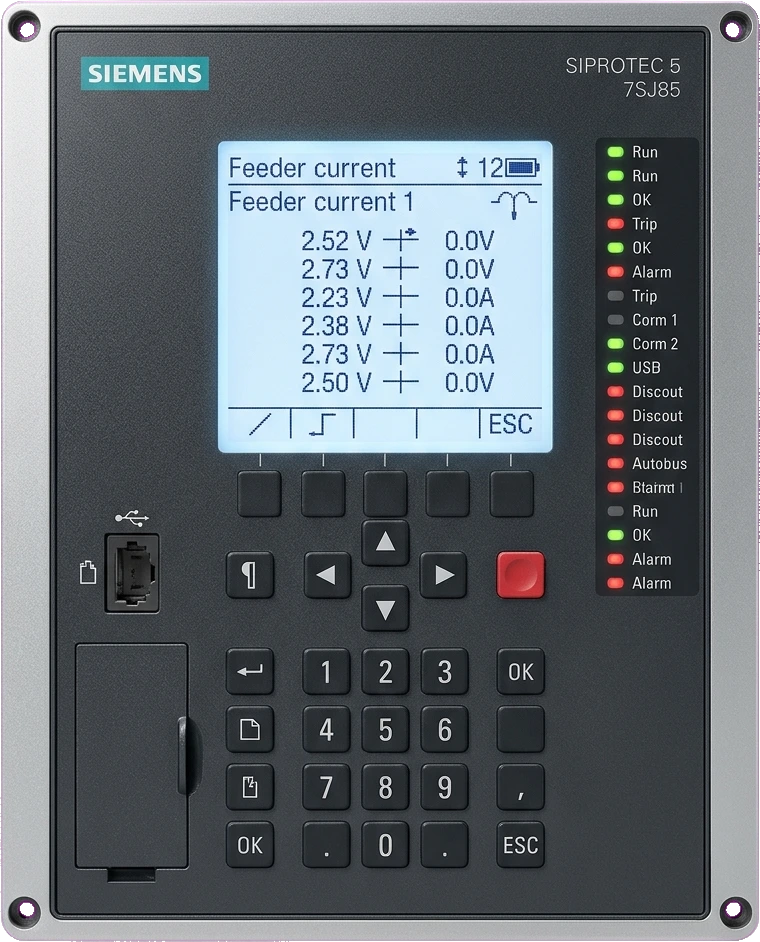 SIEMENS
SIPROTEC 5
7SJ85
Feeder current 12
Feeder current 1
2.52 V 0.0V
2.73 V 0.0V
2.23 V 0.0A
2.38 V 0.0A
2.73 V 0.0A
2.50 V 0.0V
ESC
Run
Run
OK
Trip
OK
Alarm
Trip
Corm 1
Corm 2
USB
Discout
Discout
Discout
Autobus
Run
OK
Alarm
Alarm
¶
1 2 3 OK
4 5 6
7 8 9 ,
OK . 0 . ESC